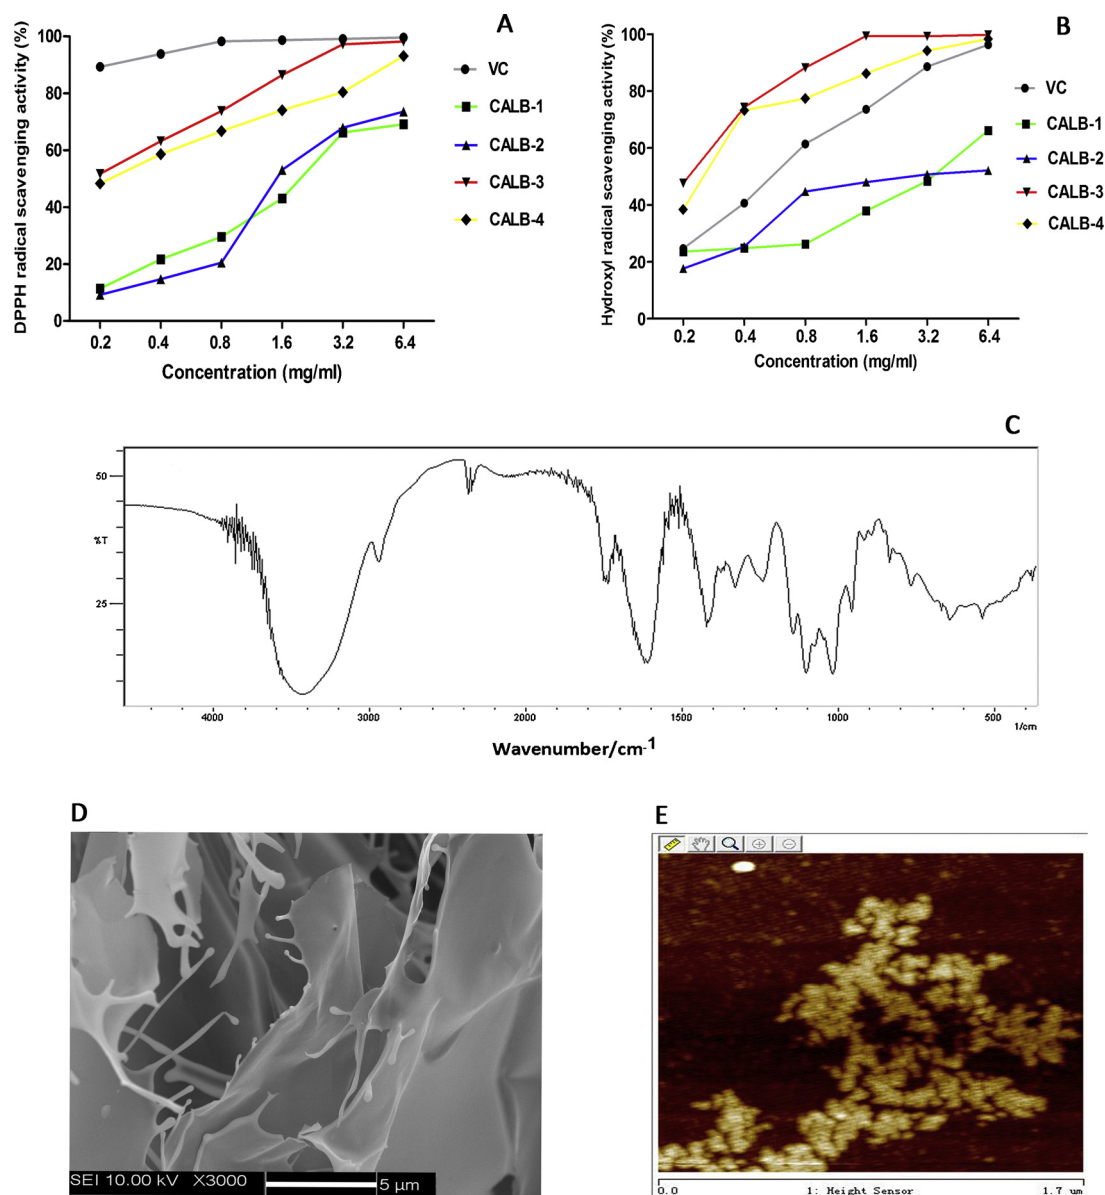 A
DPPH radical scavenging activity (%)
100
80
60
40
20
0
0.2 0.4 0.8 1.6 3.2 6.4
Concentration (mg/ml)
VC
CALB-1
CALB-2
CALB-3
CALB-4
B
Hydroxyl radical scavenging activity (%)
100
80
60
40
20
0
0.2 0.4 0.8 1.6 3.2 6.4
Concentration (mg/ml)
VC
CALB-1
CALB-2
CALB-3
CALB-4
C
50
%T
25
4000 3000 2000 1500 1000 500
1/cm
Wavenumber/cm-1
D
SEI 10.00 kV X3000 5 μm
E
0.0 1: Height Sensor 1.7 um